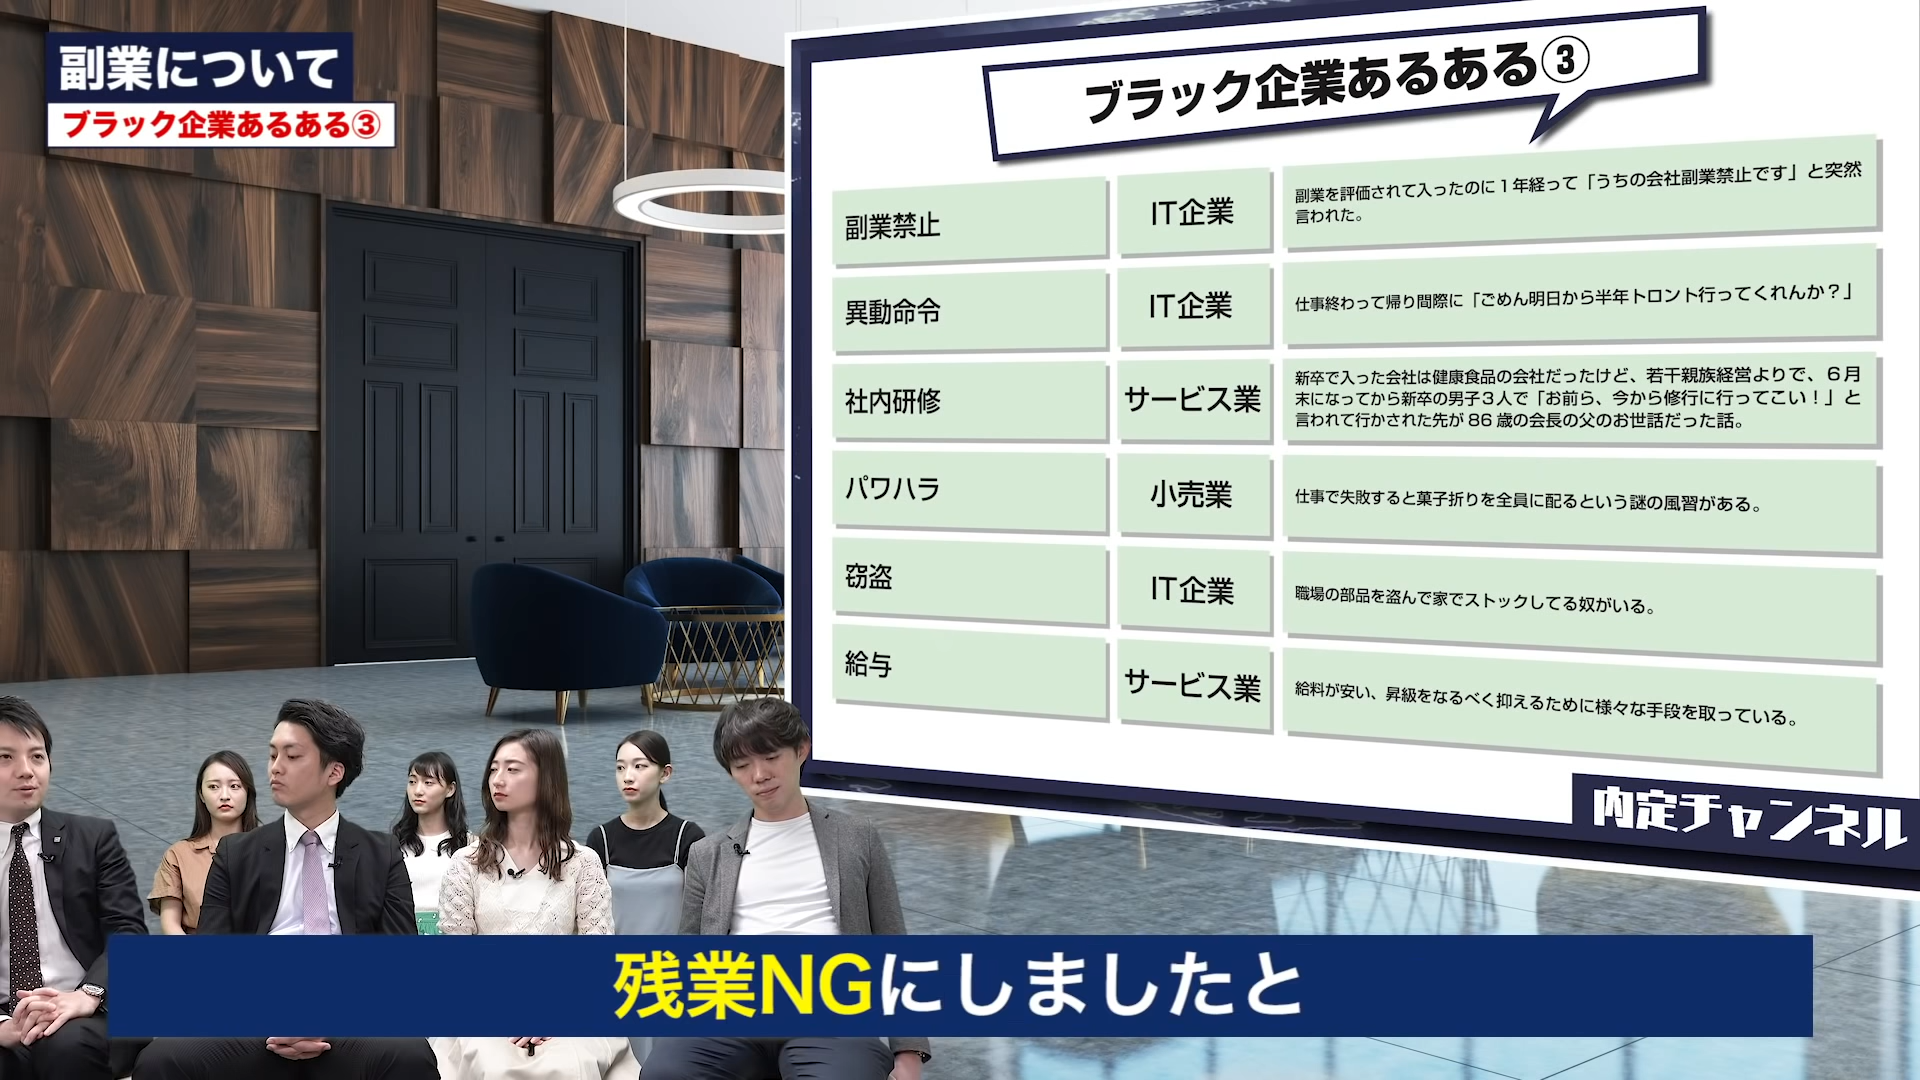 副業について
ブラック企業あるある③
ブラック企業あるある③
副業禁止
IT企業
副業を評価されて入ったのに1年経って「うちの会社副業禁止です」と突然
言われた。
異動命令
IT企業
仕事終わって帰り間際に「ごめん明日から半年トロント行ってくれんか？」
社内研修
サービス業
新卒で入った会社は健康食品の会社だったけど、若干親族経営よりで、６月
末になってから新卒の男子３人で「お前ら、今から修行に行ってこい！」と
言われて行かされた先が 86 歳の会長の父のお世話だった話。
パワハラ
小売業
仕事で失敗すると菓子折りを全員に配るという謎の風習がある。
窃盗
IT企業
職場の部品を盗んで家でストックしてる奴がいる。
給与
サービス業
給料が安い、昇級をなるべく抑えるために様々な手段を取っている。
内定チャンネル
残業NGにしましたと